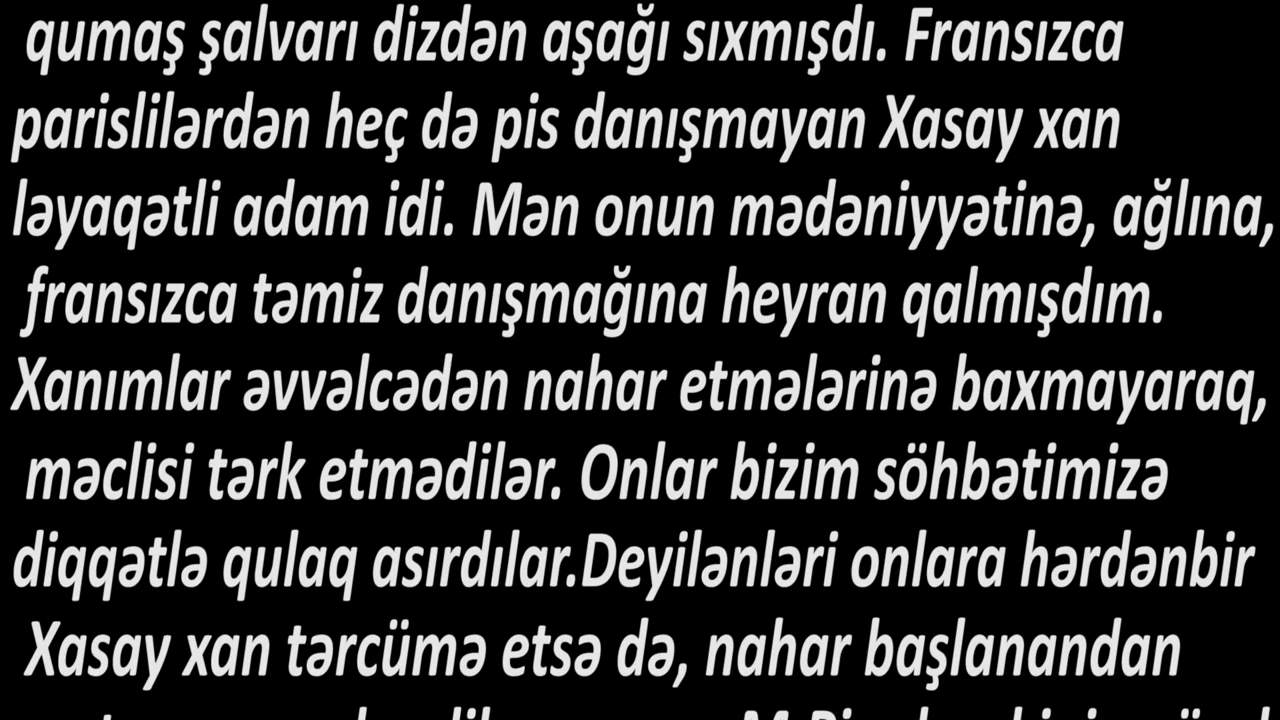 qumaş şalvarı dizdən aşağı sıxmışdı. Fransızca
parislilərdən heç də pis danışmayan Xasay xan
ləyaqətli adam idi. Mən onun mədəniyyətinə, ağlına,
fransızca təmiz danışmağına heyran qalmışdım.
Xanımlar əvvəlcədən nahar etmələrinə baxmayaraq,
məclisi tərk etmədilər. Onlar bizim söhbətimizə
diqqətlə qulaq asırdılar.Deyilənləri onlara hərdənbir
Xasay xan tərcümə etsə də, nahar başlanandan